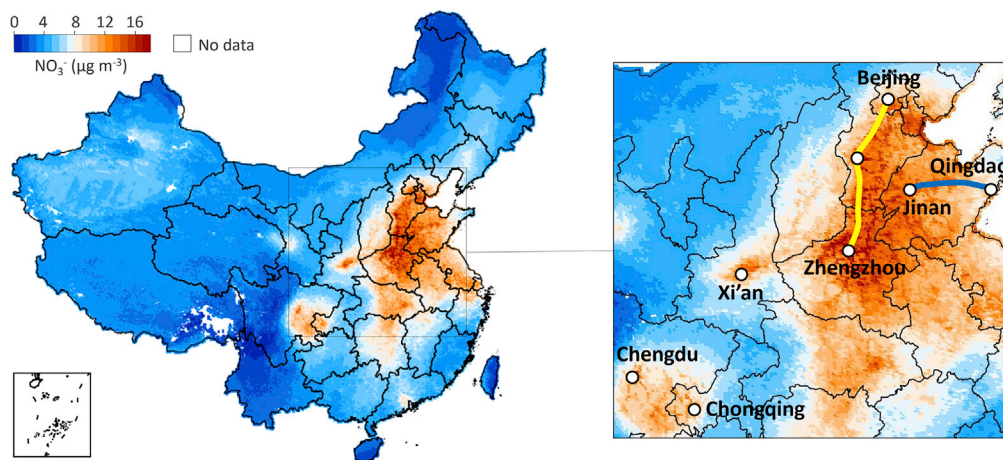 0 4 8 12 16
NO₃⁻ (μg m⁻³)
No data
Beijing
Qingdao
Jinan
Zhengzhou
Xi'an
Chengdu
Chongqing